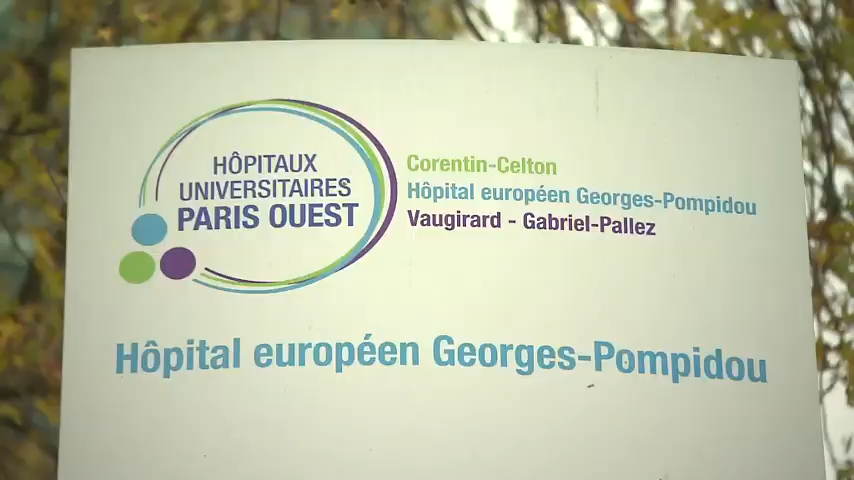 HÔPITAUX
UNIVERSITAIRES
PARIS OUEST
Corentin-Celton
Hôpital européen Georges-Pompidou
Vaugirard - Gabriel-Pallez
Hôpital européen Georges-Pompidou